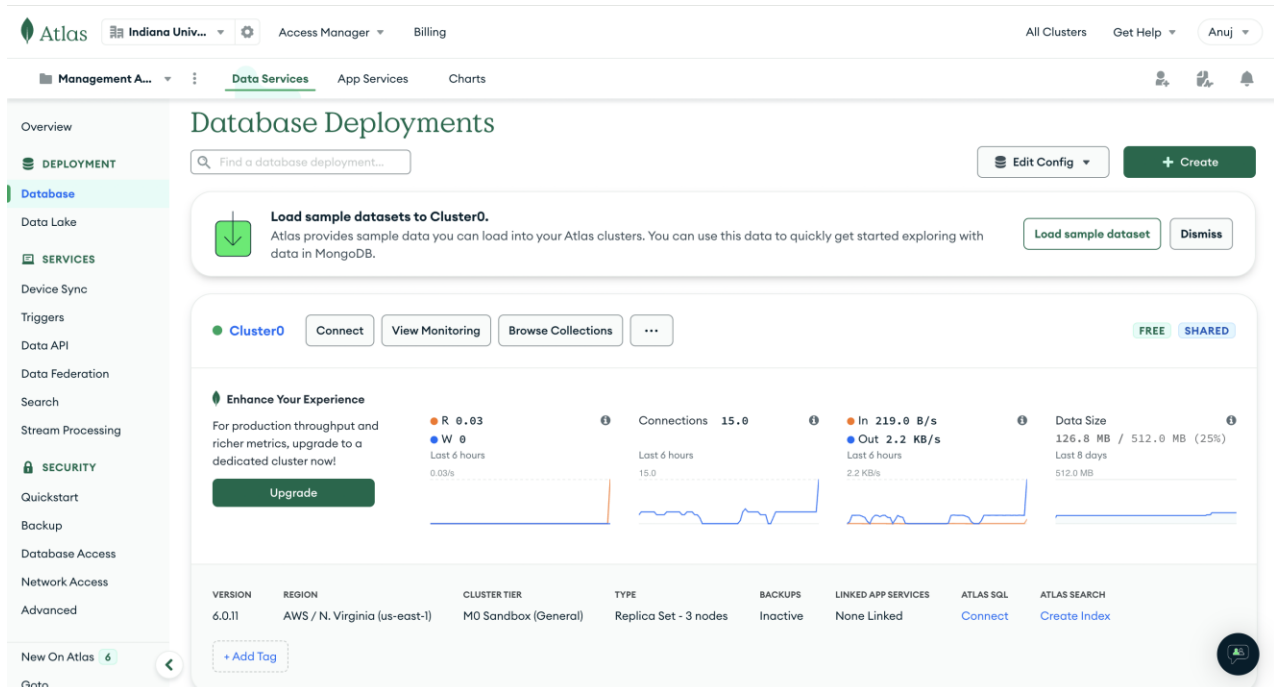 Atlas
Indiana Univ...
Access Manager
Billing
All Clusters
Get Help
Anuj
Management A...
Data Services
App Services
Charts
Overview
DEPLOYMENT
Database
Data Lake
SERVICES
Device Sync
Triggers
Data API
Data Federation
Search
Stream Processing
SECURITY
Quickstart
Backup
Database Access
Network Access
Advanced
New On Atlas 6
Goto
Database Deployments
Find a database deployment...
Edit Config
+ Create
Load sample datasets to Cluster0.
Atlas provides sample data you can load into your Atlas clusters. You can use this data to quickly get started exploring with
data in MongoDB.
Load sample dataset
Dismiss
Cluster0
Connect
View Monitoring
Browse Collections
...
FREE
SHARED
Enhance Your Experience
For production throughput and
richer metrics, upgrade to a
dedicated cluster now!
Upgrade
R 0.03
W 0
Last 6 hours
0.03/s
Connections 15.0
Last 6 hours
15.0
In 219.0 B/s
Out 2.2 KB/s
Last 6 hours
2.2 KB/s
Data Size
126.8 MB / 512.0 MB (25%)
Last 8 days
512.0 MB
VERSION
6.0.11
REGION
AWS / N. Virginia (us-east-1)
CLUSTER TIER
M0 Sandbox (General)
TYPE
Replica Set - 3 nodes
BACKUPS
Inactive
LINKED APP SERVICES
None Linked
ATLAS SQL
Connect
ATLAS SEARCH
Create Index
+ Add Tag